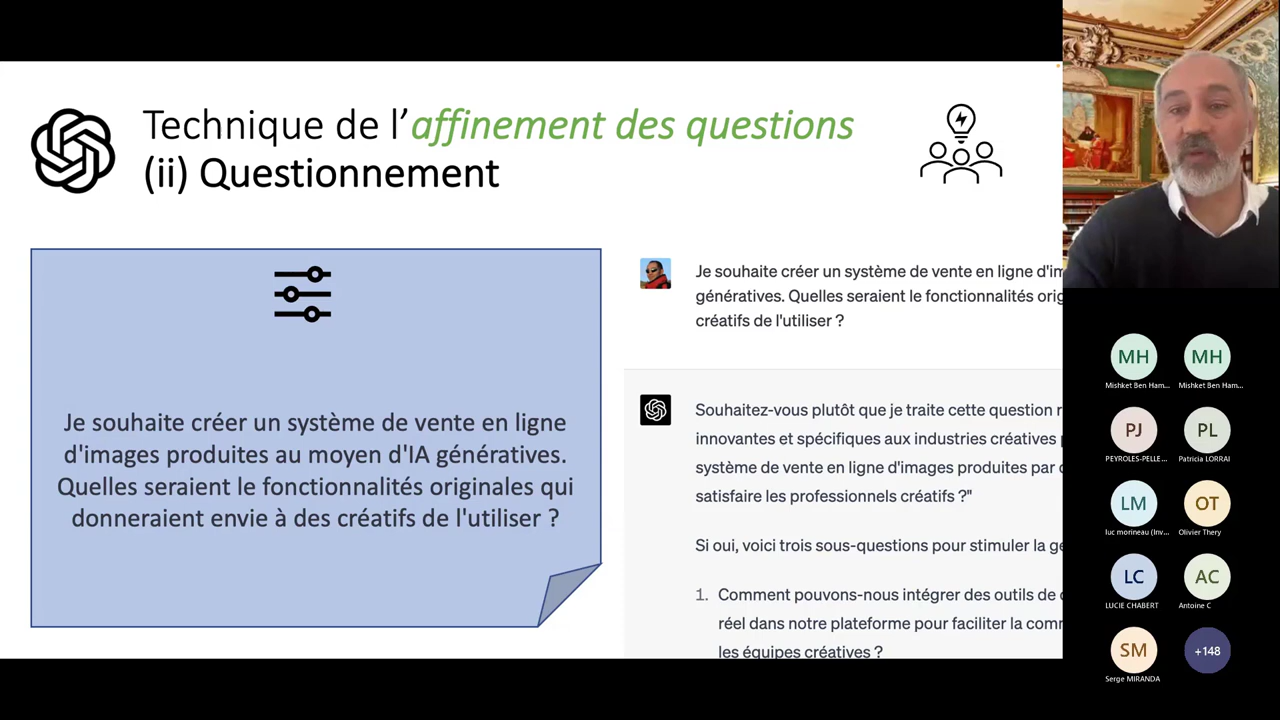 Technique de l'affinement des questions
(ii) Questionnement
Je souhaite créer un système de vente en ligne
d'images produites au moyen d'IA génératives.
Quelles seraient le fonctionnalités originales qui
donneraient envie à des créatifs de l'utiliser ?
Je souhaite créer un système de vente en ligne d'im
génératives. Quelles seraient le fonctionnalités orig
créatifs de l'utiliser ?
Souhaitez-vous plutôt que je traite cette question r
innovantes et spécifiques aux industries créatives
système de vente en ligne d'images produites par
satisfaire les professionnels créatifs ?"
Si oui, voici trois sous-questions pour stimuler la gé
1. Comment pouvons-nous intégrer des outils de
réel dans notre plateforme pour faciliter la com
les équipes créatives ?
MH MH
Mishket Ben Ham... Mishket Ben Ham...
PJ PL
PEYROLES-PELLE... Patricia LORRAI
LM OT
luc morineau (Inv... Olivier Thery
LC AC
LUCIE CHABERT Antoine C
SM +148
Serge MIRANDA